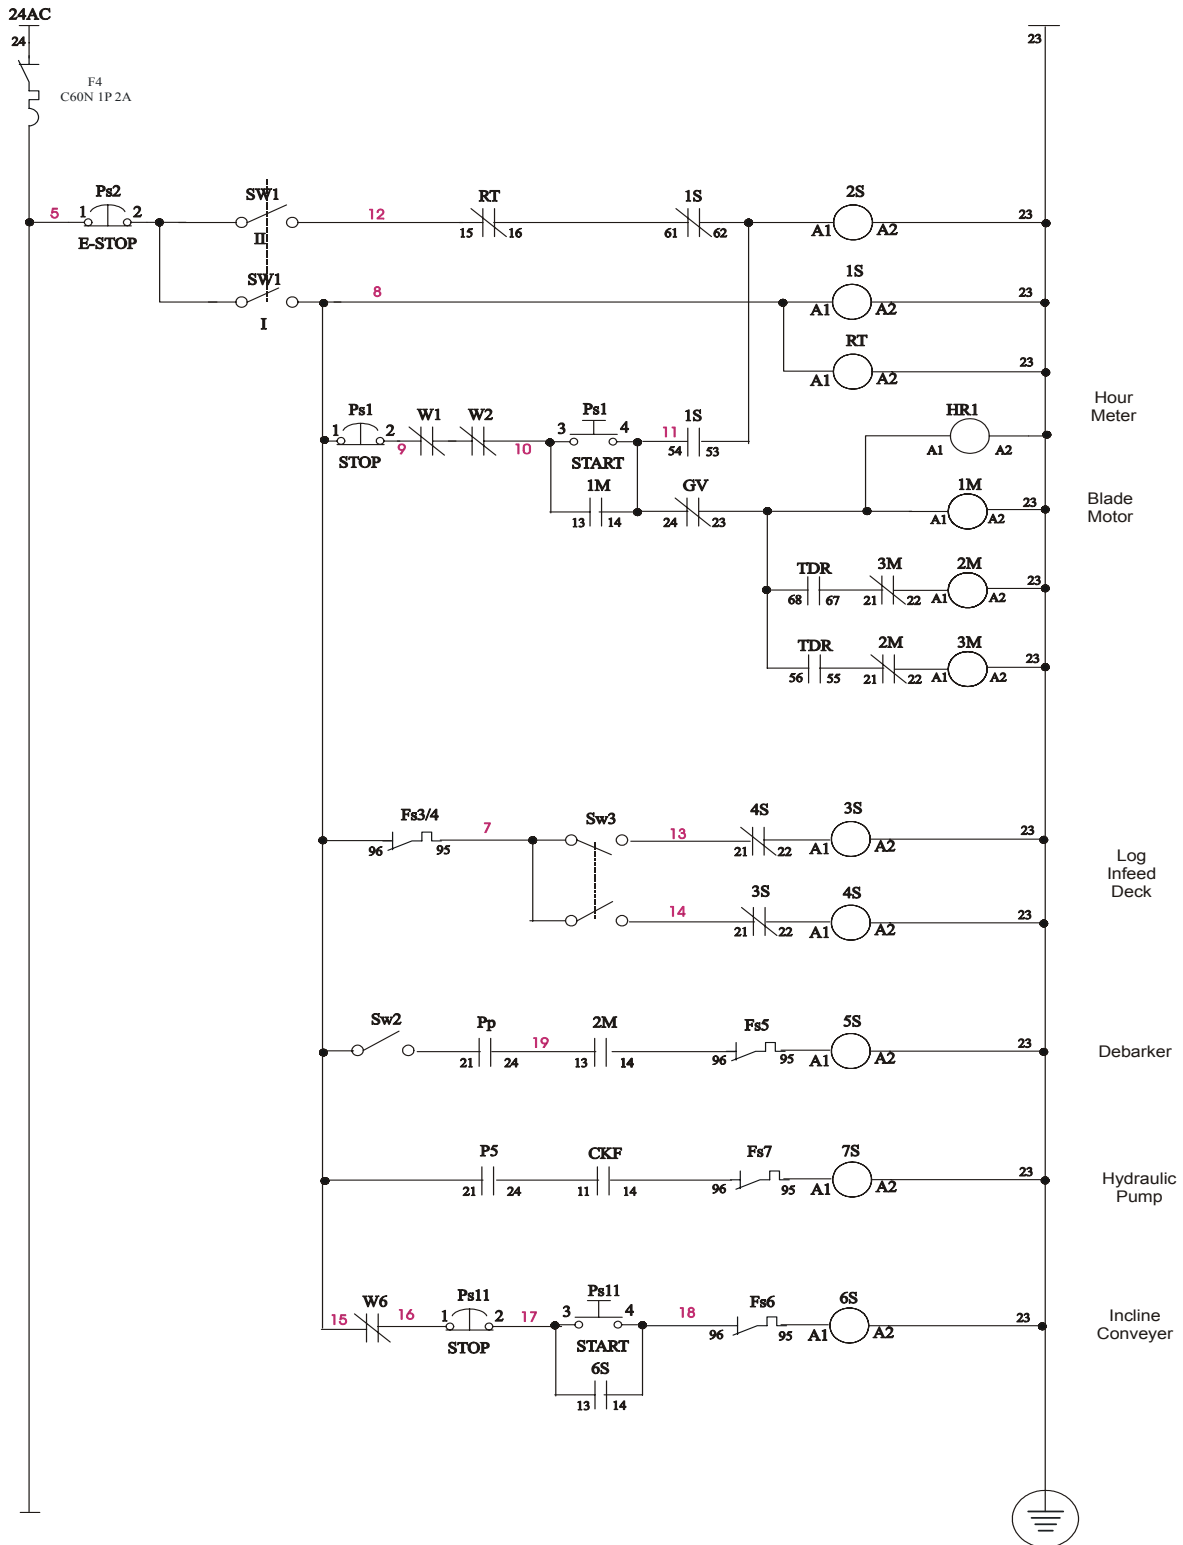 24AC
24
23
F4
C60N 1P 2A
Ps2 SW1 RT 1S 2S
5 1 2 12 23
E-STOP II 15 16 61 62 A1 A2
SW1 8 1S 23
I A1 A2
RT 23
A1 A2
Hour
Meter
Ps1 W1 W2 Ps1 1S HR1
1 2 3 4 11
STOP 9 10 START 54 53 A1 A2
1M GV 1M 23
13 14 24 23 A1 A2
Blade
Motor
TDR 3M 2M 23
68 67 21 22 A1 A2
TDR 2M 3M 23
56 55 21 22 A1 A2
Fs3/4 7 Sw3 13 4S 3S 23
96 95 21 22 A1 A2
Log
Infeed
Deck
14 3S 4S 23
21 22 A1 A2
Sw2 Pp 19 2M Fs5 5S 23
21 24 13 14 96 95 A1 A2
Debarker
P5 CKF Fs7 7S 23
21 24 11 14 96 95 A1 A2
Hydraulic
Pump
W6 Ps11 Ps11 Fs6 6S
15 16 1 2 17 3 4 18 23
STOP START 96 95 A1 A2
Incline
Conveyer
6S
13 14